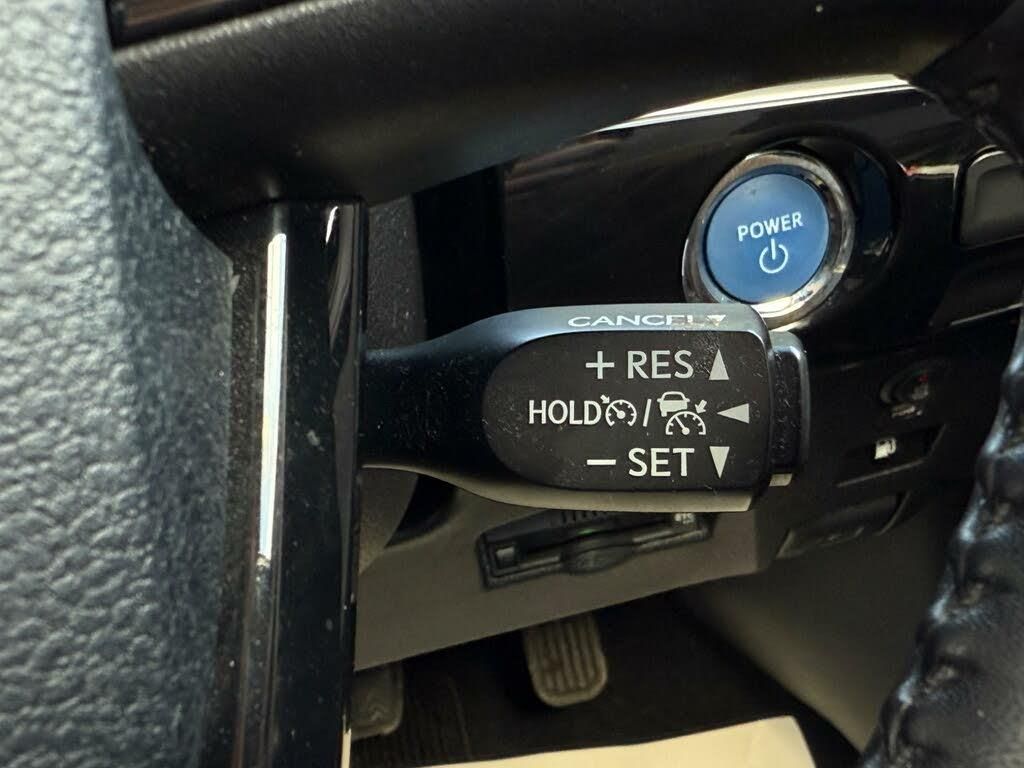 POWER
CANCEL
+ RES
HOLD /
− SET